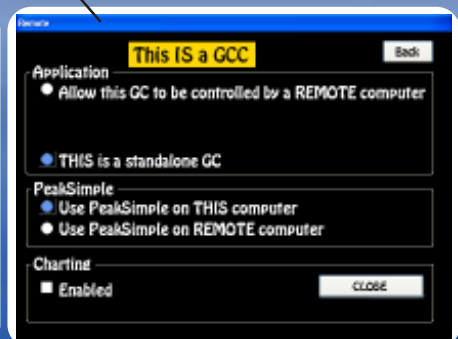 Remote
This IS a GCC
Back
Application
Allow this GC to be controlled by a REMOTE computer
THIS is a standalone GC
PeakSimple
Use PeakSimple on THIS computer
Use PeakSimple on REMOTE computer
Charting
Enabled
CLOSE